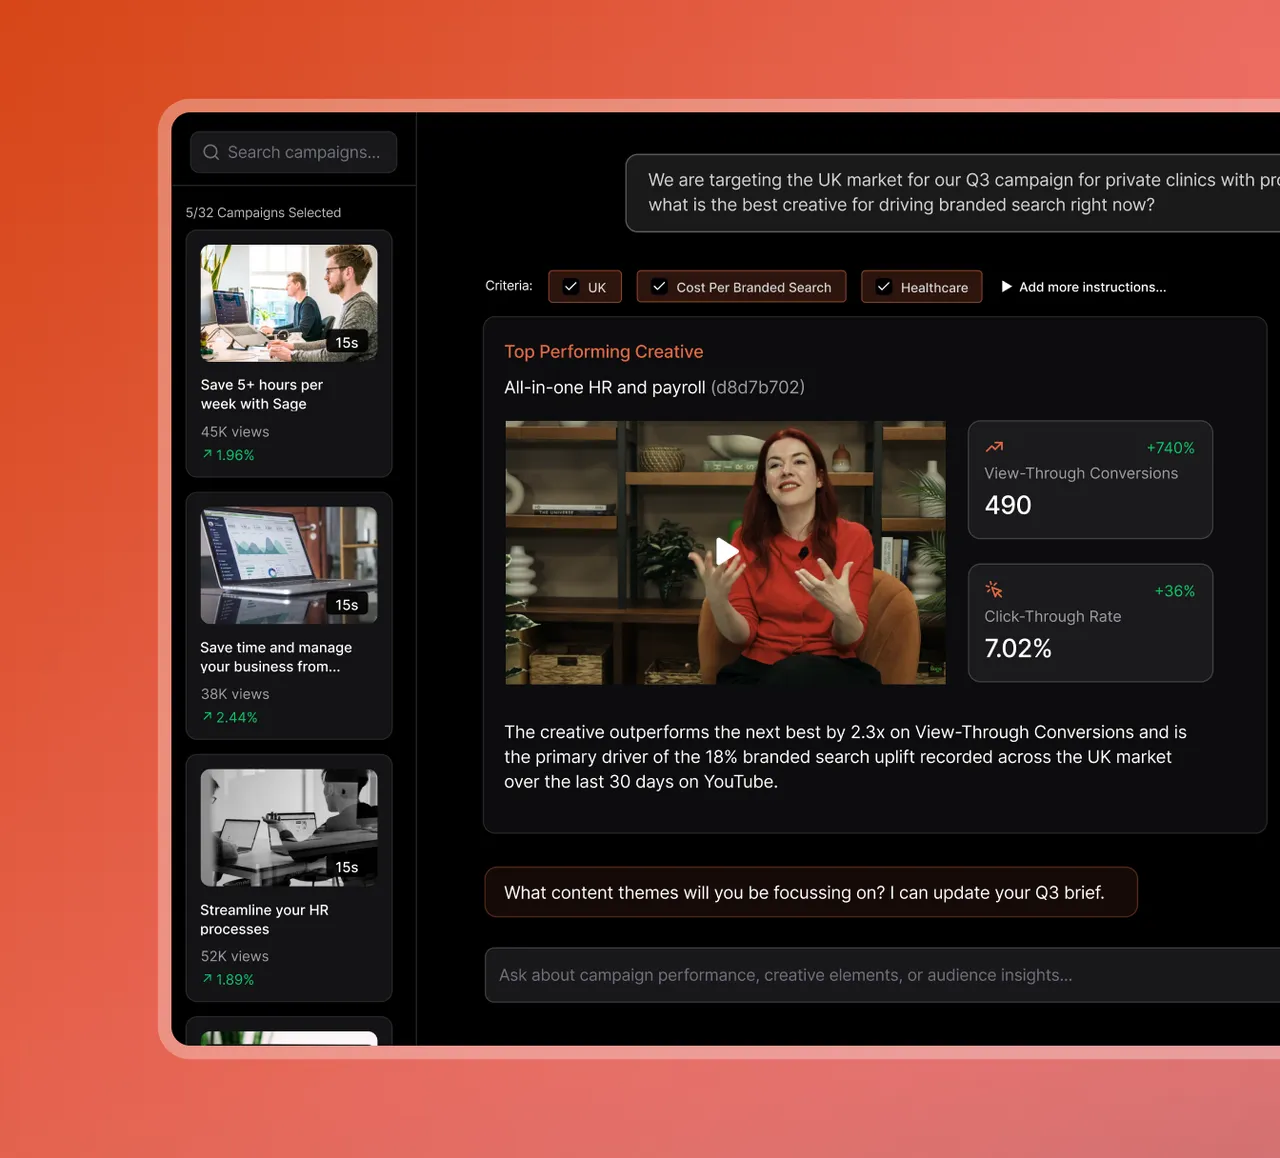 Search campaigns...
5/32 Campaigns Selected
15s
Save 5+ hours per
week with Sage
45K views
↗ 1.96%
15s
Save time and manage
your business from...
38K views
↗ 2.44%
15s
Streamline your HR
processes
52K views
↗ 1.89%
We are targeting the UK market for our Q3 campaign for private clinics with
what is the best creative for driving branded search right now?
Criteria:
UK
Cost Per Branded Search
Healthcare
Add more instructions...
Top Performing Creative
All-in-one HR and payroll (d8d7b702)
THE UNIVERSE
+740%
View-Through Conversions
490
+36%
Click-Through Rate
7.02%
The creative outperforms the next best by 2.3x on View-Through Conversions and is
the primary driver of the 18% branded search uplift recorded across the UK market
over the last 30 days on YouTube.
What content themes will you be focussing on? I can update your Q3 brief.
Ask about campaign performance, creative elements, or audience insights...